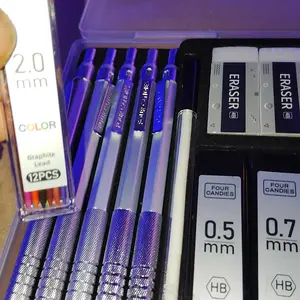 2.0
mm
COLOR
Graphite
Lead
12PCS
ERASER
ERASER
FOUR
CANDIES
0.5
mm
HB
FOUR
CANDIES
0.7
mm
HB